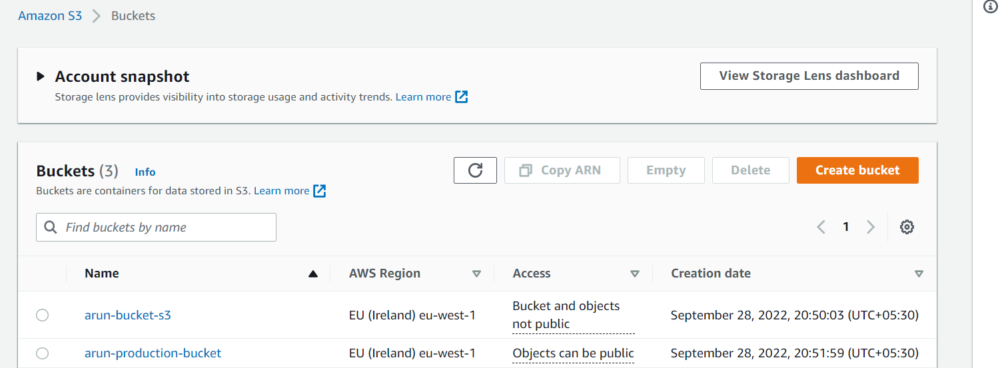 Amazon S3 Buckets
Account snapshot
View Storage Lens dashboard
Storage lens provides visibility into storage usage and activity trends. Learn more
Buckets (3) Info
Copy ARN Empty Delete Create bucket
Buckets are containers for data stored in S3. Learn more
Find buckets by name
1
Name AWS Region Access Creation date
arun-bucket-s3 EU (Ireland) eu-west-1 Bucket and objects not public September 28, 2022, 20:50:03 (UTC+05:30)
arun-production-bucket EU (Ireland) eu-west-1 Objects can be public September 28, 2022, 20:51:59 (UTC+05:30)